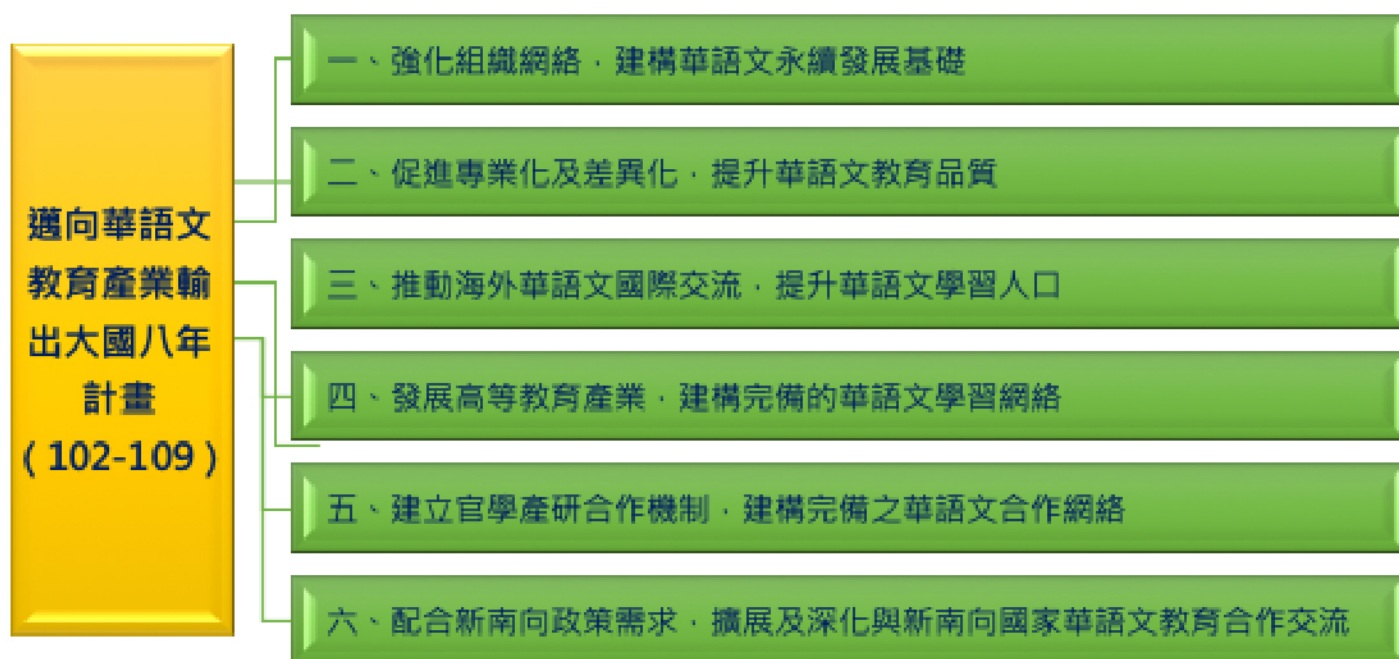 邁向華語文
教育產業輸
出大國八年
計畫
(102-109)
一、強化組織網絡，建構華語文永續發展基礎
二、促進專業化及差異化，提升華語文教育品質
三、推動海外華語文國際交流，提升華語文學習人口
四、發展高等教育產業，建構完備的華語文學習網絡
五、建立官學產研合作機制，建構完備之華語文合作網絡
六、配合新南向政策需求，擴展及深化與新南向國家華語文教育合作交流